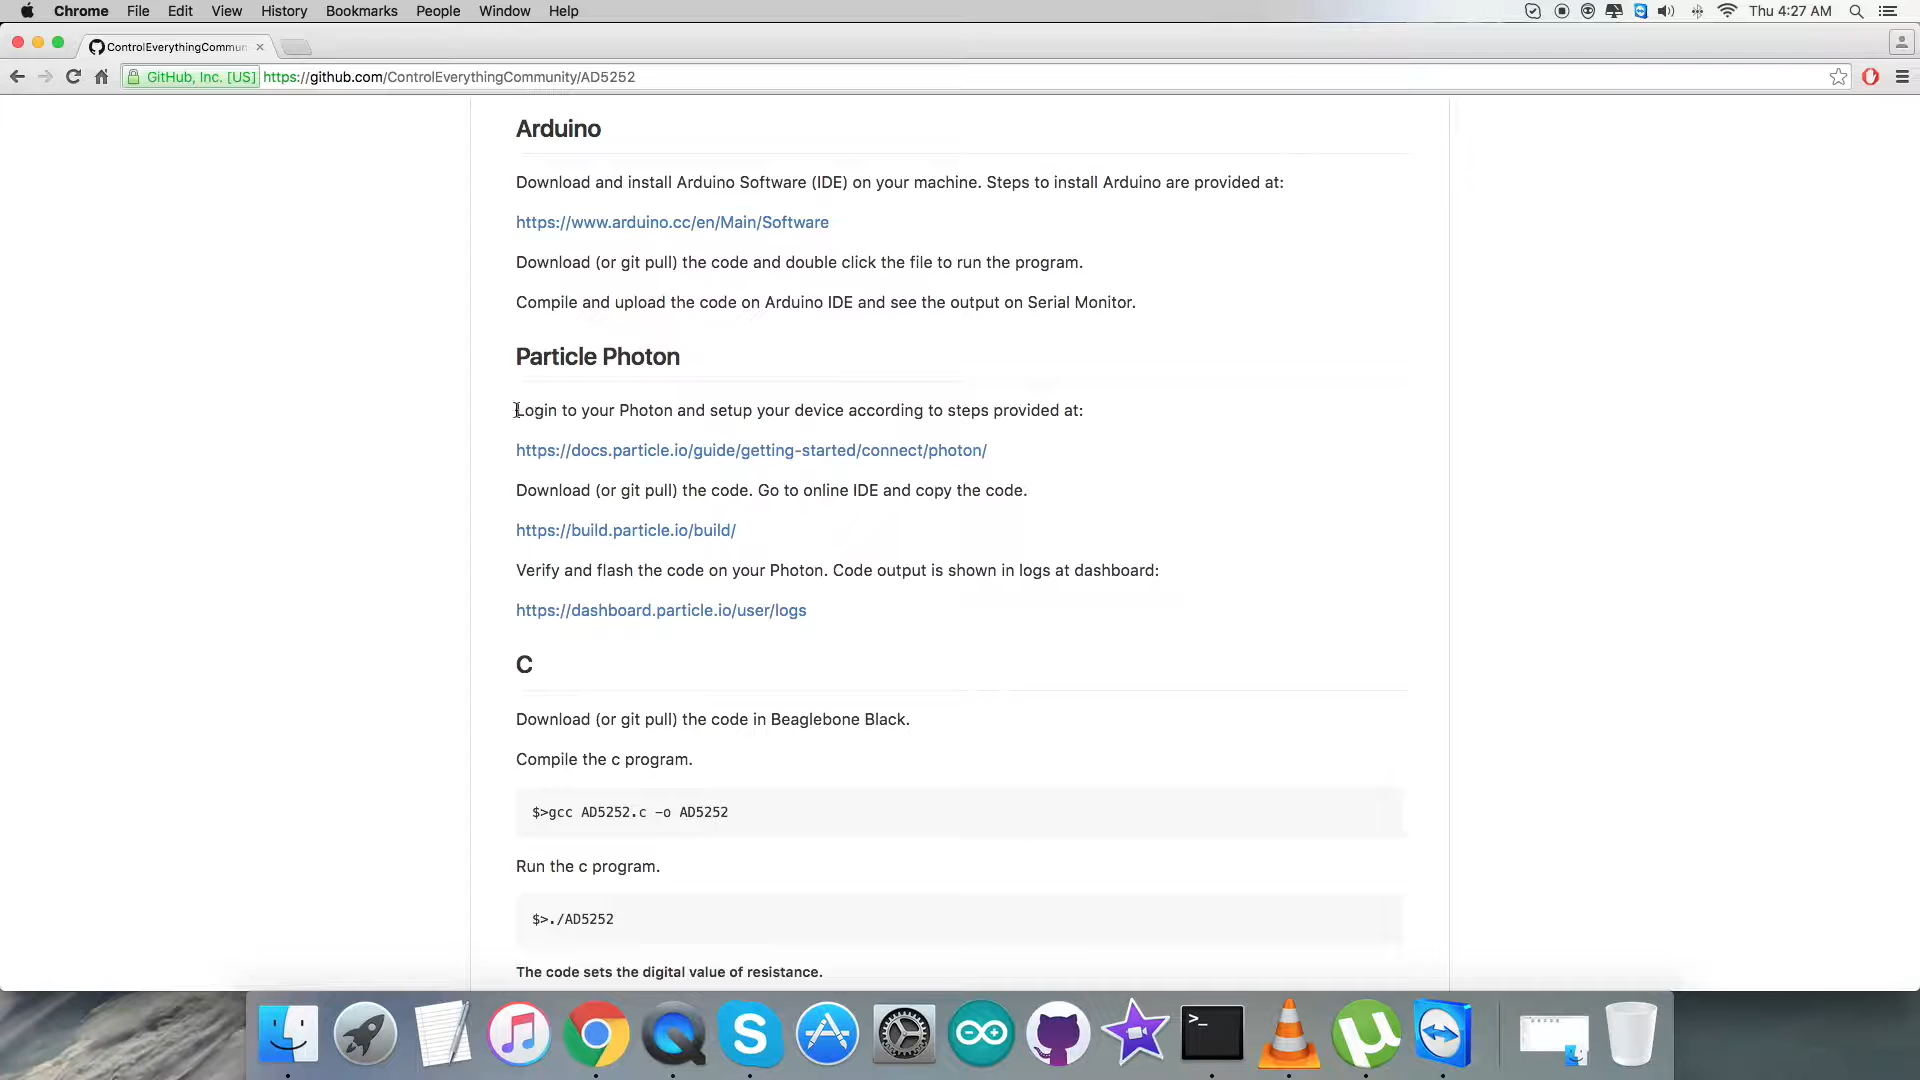 Chrome File Edit View History Bookmarks People Window Help Thu 4:27 AM
ControlEverythingCommun
GitHub, Inc. [US] https://github.com/ControlEverythingCommunity/AD5252
Arduino
Download and install Arduino Software (IDE) on your machine. Steps to install Arduino are provided at:
https://www.arduino.cc/en/Main/Software
Download (or git pull) the code and double click the file to run the program.
Compile and upload the code on Arduino IDE and see the output on Serial Monitor.
Particle Photon
Login to your Photon and setup your device according to steps provided at:
https://docs.particle.io/guide/getting-started/connect/photon/
Download (or git pull) the code. Go to online IDE and copy the code.
https://build.particle.io/build/
Verify and flash the code on your Photon. Code output is shown in logs at dashboard:
https://dashboard.particle.io/user/logs
C
Download (or git pull) the code in Beaglebone Black.
Compile the c program.
$>gcc AD5252.c -o AD5252
Run the c program.
$>./AD5252
The code sets the digital value of resistance.